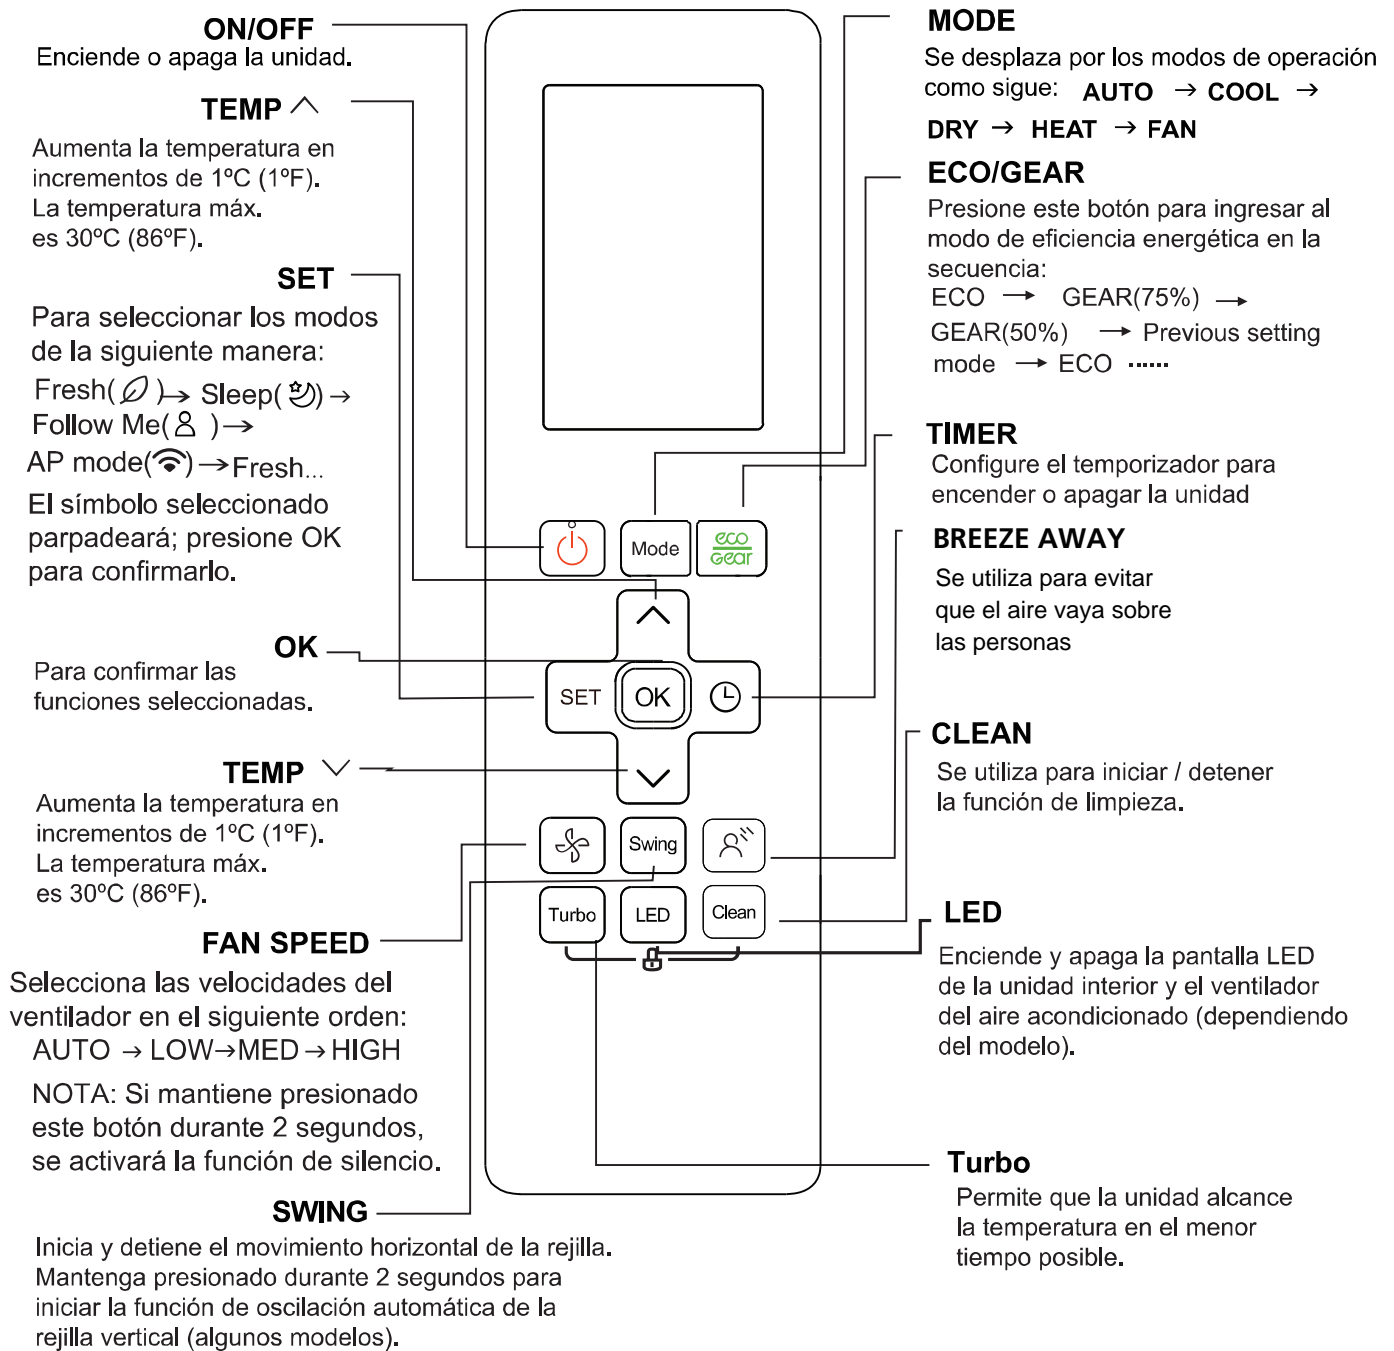 ON/OFF
Enciende o apaga la unidad.
TEMP
Aumenta la temperatura en
incrementos de 1ºC (1ºF).
La temperatura máx.
es 30ºC (86ºF).
SET
Para seleccionar los modos
de la siguiente manera:
Fresh( )→ Sleep( )→
Follow Me( )→
AP mode( )→Fresh...
El símbolo seleccionado
parpadeará; presione OK
para confirmarlo.
OK
Para confirmar las
funciones seleccionadas.
TEMP
Aumenta la temperatura en
incrementos de 1ºC (1ºF).
La temperatura máx.
es 30ºC (86ºF).
FAN SPEED
Selecciona las velocidades del
ventilador en el siguiente orden:
AUTO → LOW→MED→HIGH
NOTA: Si mantiene presionado
este botón durante 2 segundos,
se activará la función de silencio.
SWING
Inicia y detiene el movimiento horizontal de la rejilla.
Mantenga presionado durante 2 segundos para
iniciar la función de oscilación automática de la
rejilla vertical (algunos modelos).
Mode
eco
Gear
SET
OK
Swing
Turbo
LED
Clean
MODE
Se desplaza por los modos de operación
como sigue: AUTO → COOL →
DRY → HEAT → FAN
ECO/GEAR
Presione este botón para ingresar al
modo de eficiencia energética en la
secuencia:
ECO → GEAR(75%) →
GEAR(50%) → Previous setting
mode → ECO ······
TIMER
Configure el temporizador para
encender o apagar la unidad
BREEZE AWAY
Se utiliza para evitar
que el aire vaya sobre
las personas
CLEAN
Se utiliza para iniciar / detener
la función de limpieza.
LED
Enciende y apaga la pantalla LED
de la unidad interior y el ventilador
del aire acondicionado (dependiendo
del modelo).
Turbo
Permite que la unidad alcance
la temperatura en el menor
tiempo posible.